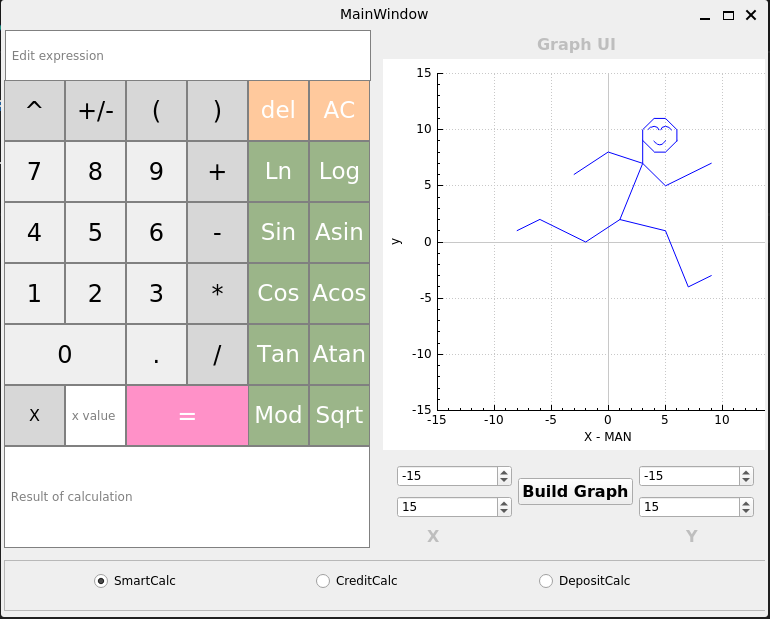 MainWindow
Edit expression
^ +/- ( ) del AC
7 8 9 + Ln Log
4 5 6 - Sin Asin
1 2 3 * Cos Acos
0 . / Tan Atan
X x value = Mod Sqrt
Result of calculation
Graph UI
15
10
5
0
-5
-10
-15
y
-15 -10 -5 0 5 10
X - MAN
-15 -15
Build Graph
15 15
X Y
SmartCalc CreditCalc DepositCalc